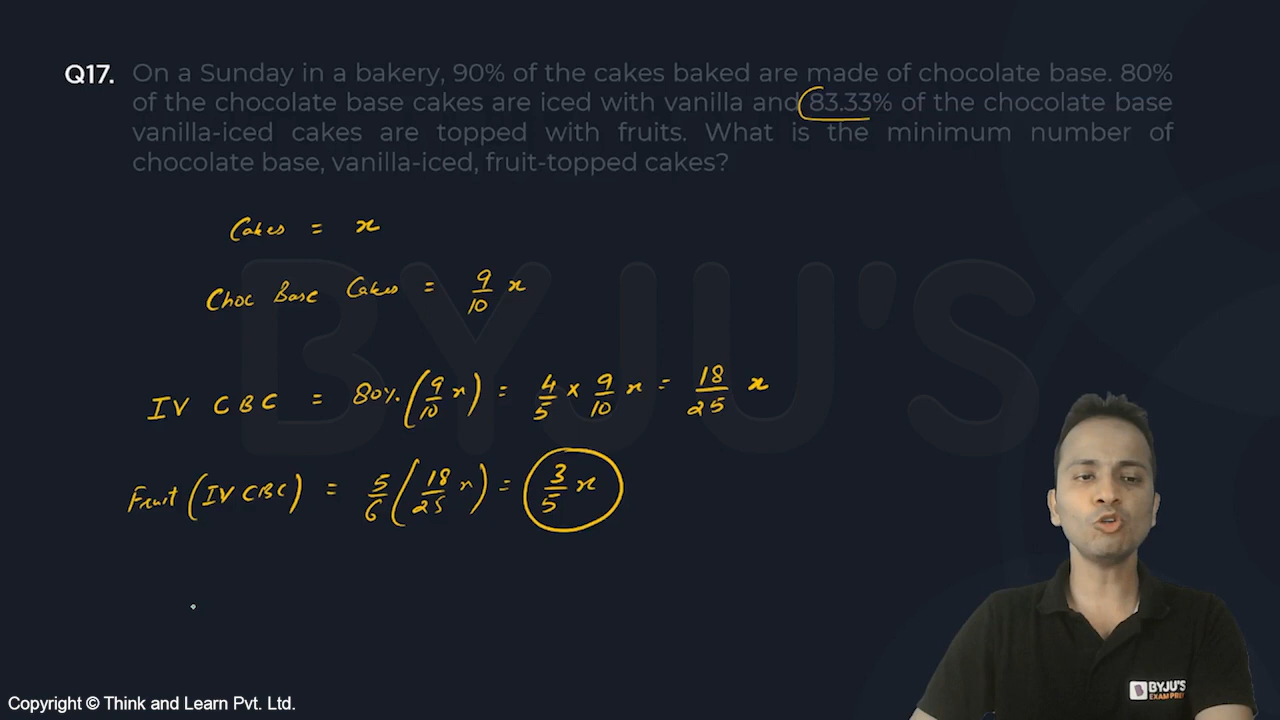 Q17. On a Sunday in a bakery, 90% of the cakes baked are made of chocolate base. 80%
of the chocolate base cakes are iced with vanilla and 83.33% of the chocolate base
vanilla-iced cakes are topped with fruits. What is the minimum number of
chocolate base, vanilla-iced, fruit-topped cakes?
Cakes = x
Choc Base Cakes = 9/10 x
IV CBC = 80% (9/10 x) = 4/5 × 9/10 x = 18/25 x
Fruit (IV CBC) = 5/6 (18/25 x) = 3/5 x
BYJU'S
BYJU'S
EXAM PREP
Copyright © Think and Learn Pvt. Ltd.